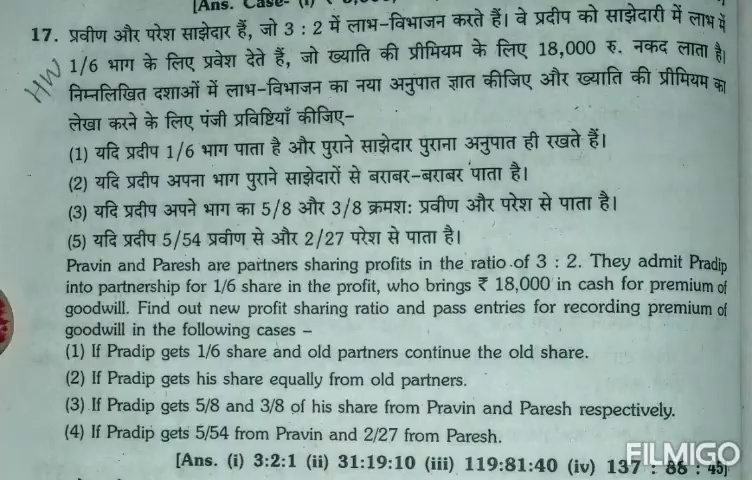 [Ans. Case- (i) ₹
17. प्रवीण और परेश साझेदार हैं, जो 3 : 2 में लाभ-विभाजन करते हैं। वे प्रदीप को साझेदारी में लाभ में
1/6 भाग के लिए प्रवेश देते हैं, जो ख्याति की प्रीमियम के लिए 18,000 रु. नकद लाता है।
HW
निम्नलिखित दशाओं में लाभ-विभाजन का नया अनुपात ज्ञात कीजिए और ख्याति की प्रीमियम का
लेखा करने के लिए पंजी प्रविष्टियाँ कीजिए-
(1) यदि प्रदीप 1/6 भाग पाता है और पुराने साझेदार पुराना अनुपात ही रखते हैं।
(2) यदि प्रदीप अपना भाग पुराने साझेदारों से बराबर-बराबर पाता है।
(3) यदि प्रदीप अपने भाग का 5/8 और 3/8 क्रमशः प्रवीण और परेश से पाता है।
(5) यदि प्रदीप 5/54 प्रवीण से और 2/27 परेश से पाता है।
Pravin and Paresh are partners sharing profits in the ratio of 3 : 2. They admit Pradip
into partnership for 1/6 share in the profit, who brings ₹ 18,000 in cash for premium of
goodwill. Find out new profit sharing ratio and pass entries for recording premium of
goodwill in the following cases –
(1) If Pradip gets 1/6 share and old partners continue the old share.
(2) If Pradip gets his share equally from old partners.
(3) If Pradip gets 5/8 and 3/8 of his share from Pravin and Paresh respectively.
(4) If Pradip gets 5/54 from Pravin and 2/27 from Paresh.
[Ans. (i) 3:2:1 (ii) 31:19:10 (iii) 119:81:40 (iv) 137 : 88 : 45]
FILMIGO